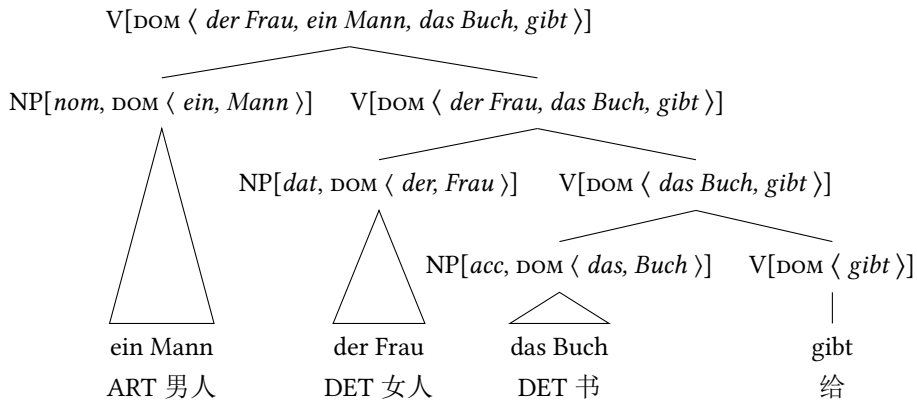 V[DOM ⟨ der Frau, ein Mann, das Buch, gibt ⟩]
NP[nom, DOM ⟨ ein, Mann ⟩] V[DOM ⟨ der Frau, das Buch, gibt ⟩]
NP[dat, DOM ⟨ der, Frau ⟩] V[DOM ⟨ das Buch, gibt ⟩]
NP[acc, DOM ⟨ das, Buch ⟩] V[DOM ⟨ gibt ⟩]
ein Mann der Frau das Buch gibt
ART 男人 DET 女人 DET 书 给